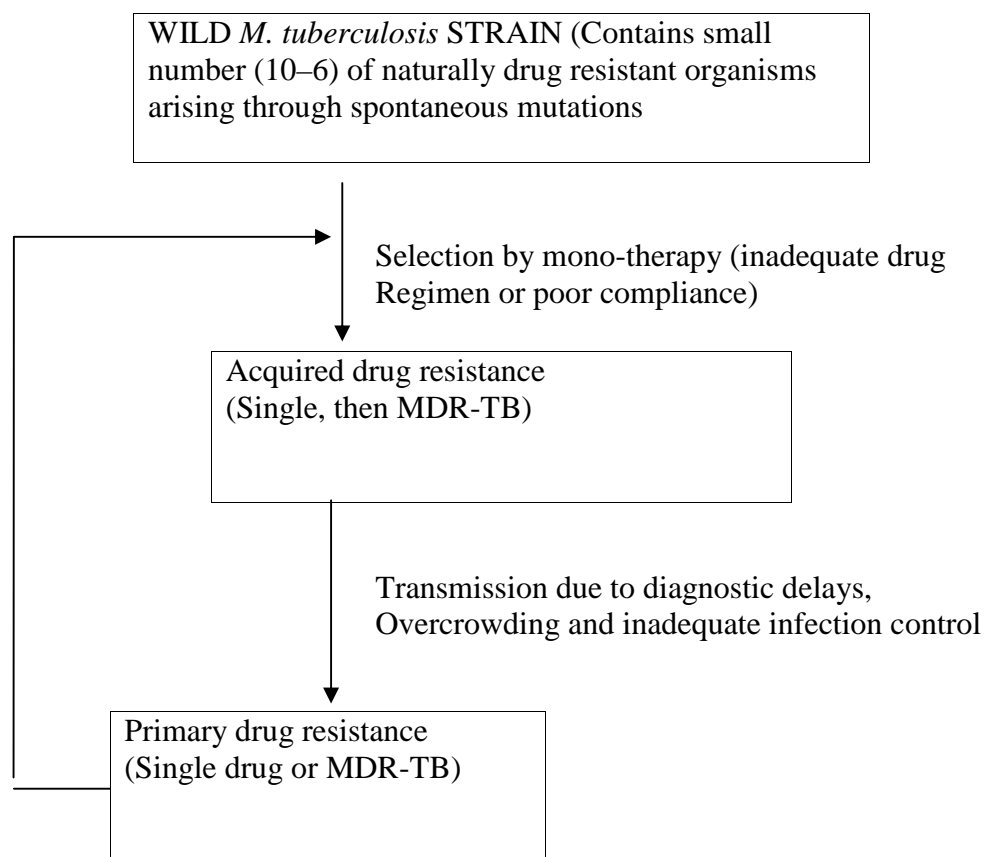 WILD M. tuberculosis STRAIN (Contains small
number (10–6) of naturally drug resistant organisms
arising through spontaneous mutations
Selection by mono-therapy (inadequate drug
Regimen or poor compliance)
Acquired drug resistance
(Single, then MDR-TB)
Transmission due to diagnostic delays,
Overcrowding and inadequate infection control
Primary drug resistance
(Single drug or MDR-TB)